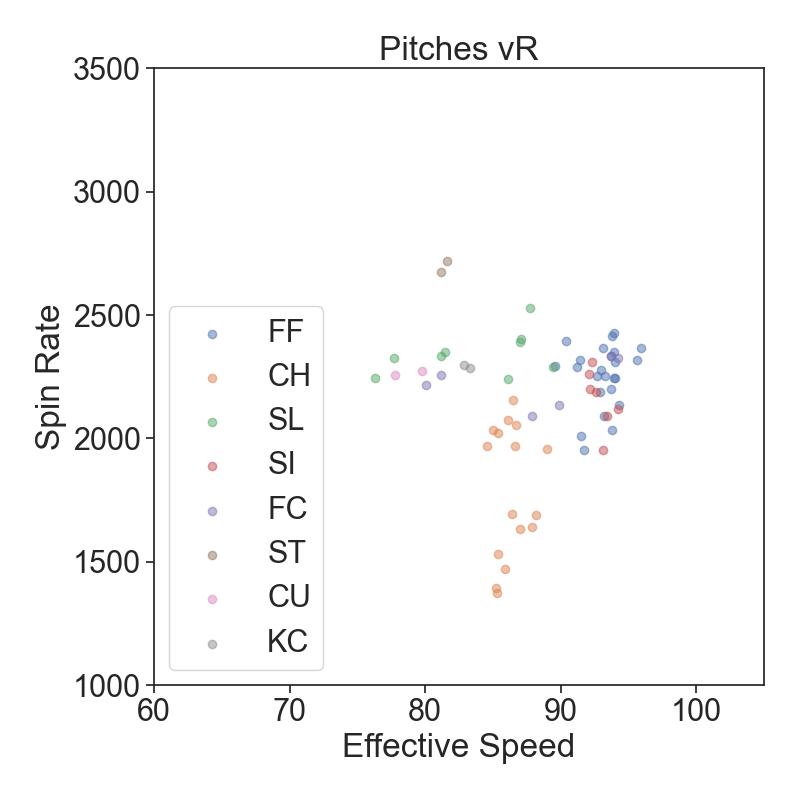 Pitches vR
3500
3000
2500
2000
1500
1000
Spin Rate
FF
CH
SL
SI
FC
ST
CU
KC
60 70 80 90 100
Effective Speed